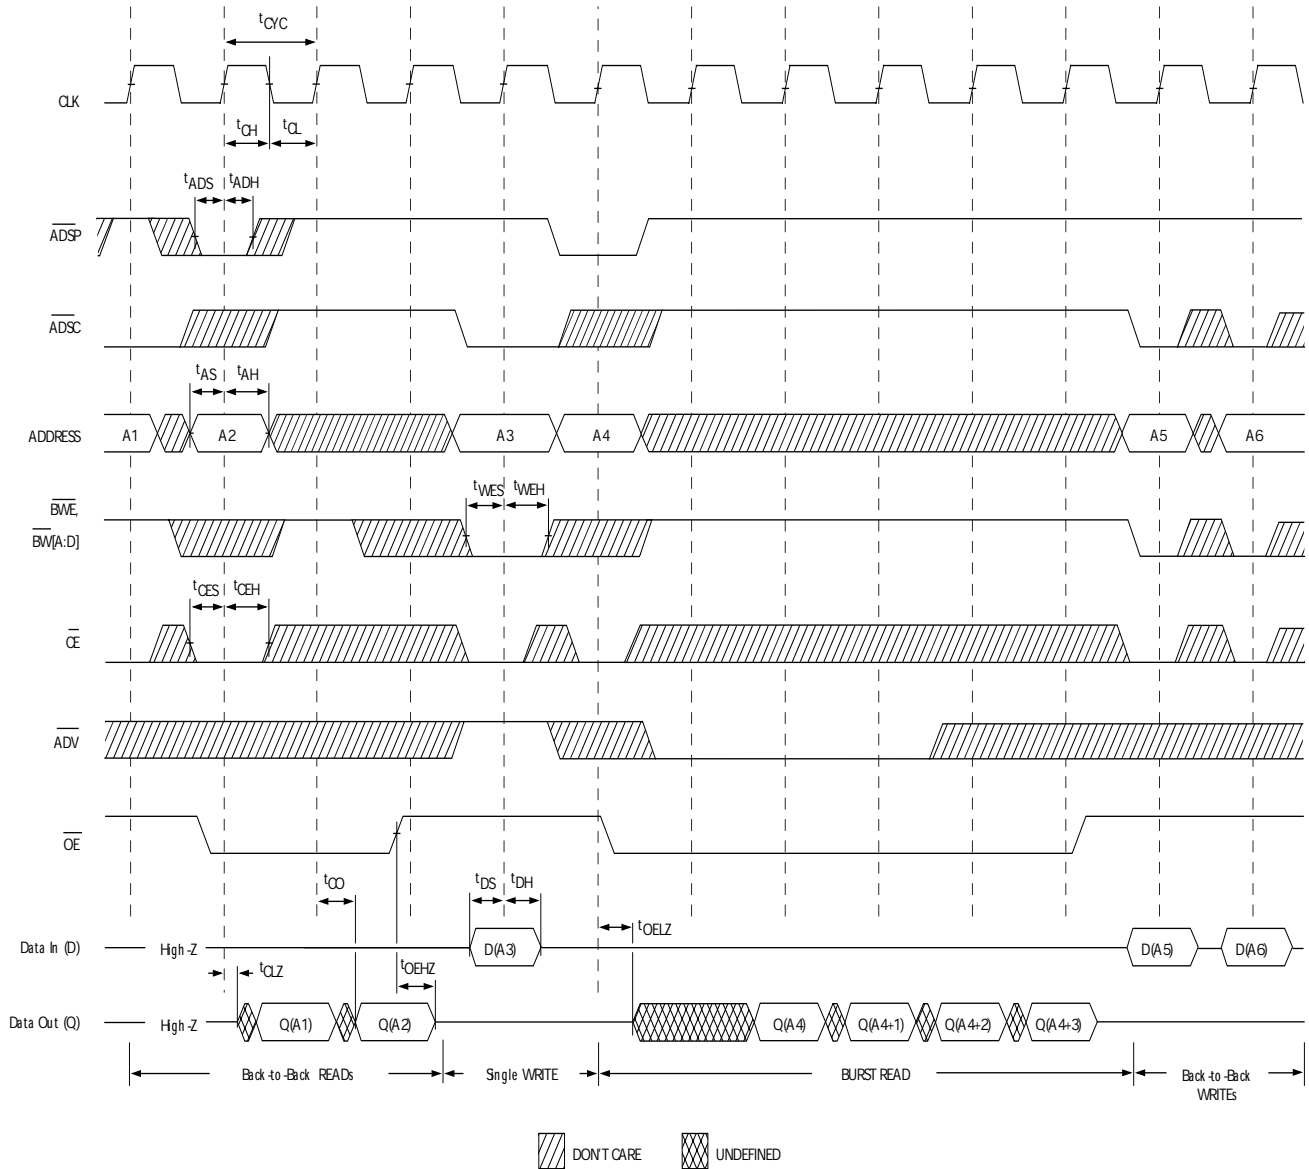 tCYC
CLK
tCH tCL
tADS tADH
ADSP
ADSC
tAS tAH
ADDRESS A1 A2 A3 A4 A5 A6
tWES tWEH
BWE,
BW[A:D]
tCES tCEH
CE
ADV
OE
tCO tDS tDH
tOELZ
Data In (D) High-Z D(A3) D(A5) D(A6)
tCLZ tOEHZ
Data Out (Q) High-Z Q(A1) Q(A2) Q(A4) Q(A4+1) Q(A4+2) Q(A4+3)
Back-to-Back READs Single WRITE BURST READ Back-to-Back
WRITEs
DON'T CARE UNDEFINED